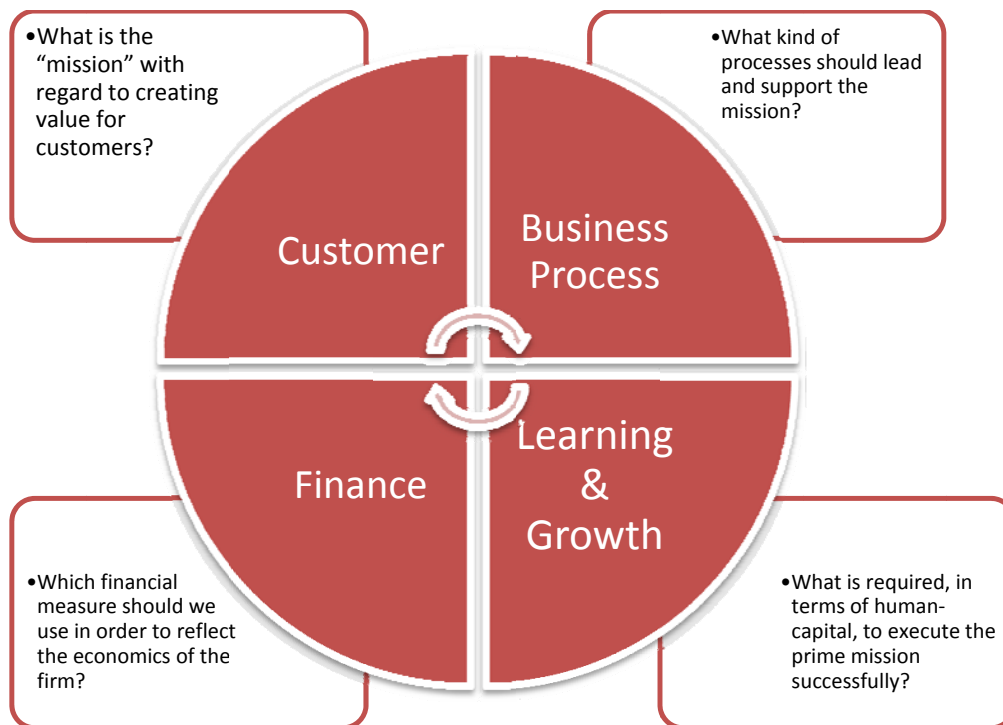 •What is the
“mission” with
regard to creating
value for
customers?
•What kind of
processes should lead
and support the
mission?
Customer
Business
Process
Finance
Learning
&
Growth
•Which financial
measure should we
use in order to reflect
the economics of the
firm?
•What is required, in
terms of human-
capital, to execute the
prime mission
successfully?